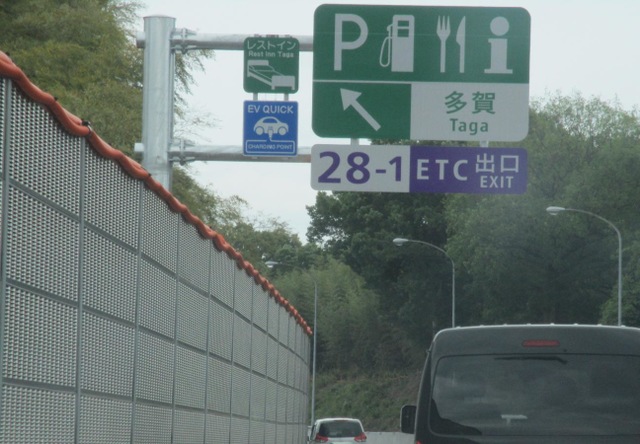 レストイン
Rest Inn Taga
EV QUICK
CHARGING POINT
P i
多賀
Taga
28-1 ETC 出口
EXIT